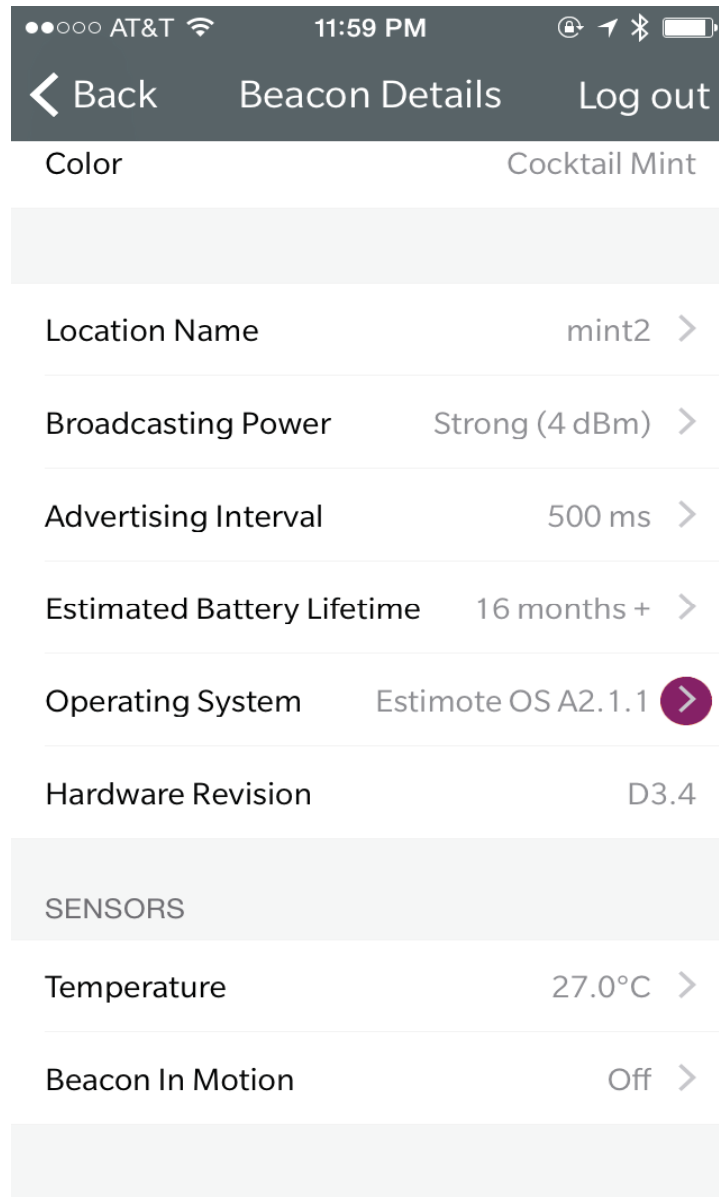 AT&T 11:59 PM
Back Beacon Details Log out
Color Cocktail Mint
Location Name mint2
Broadcasting Power Strong (4 dBm)
Advertising Interval 500 ms
Estimated Battery Lifetime 16 months +
Operating System Estimote OS A2.1.1
Hardware Revision D3.4
SENSORS
Temperature 27.0°C
Beacon In Motion Off